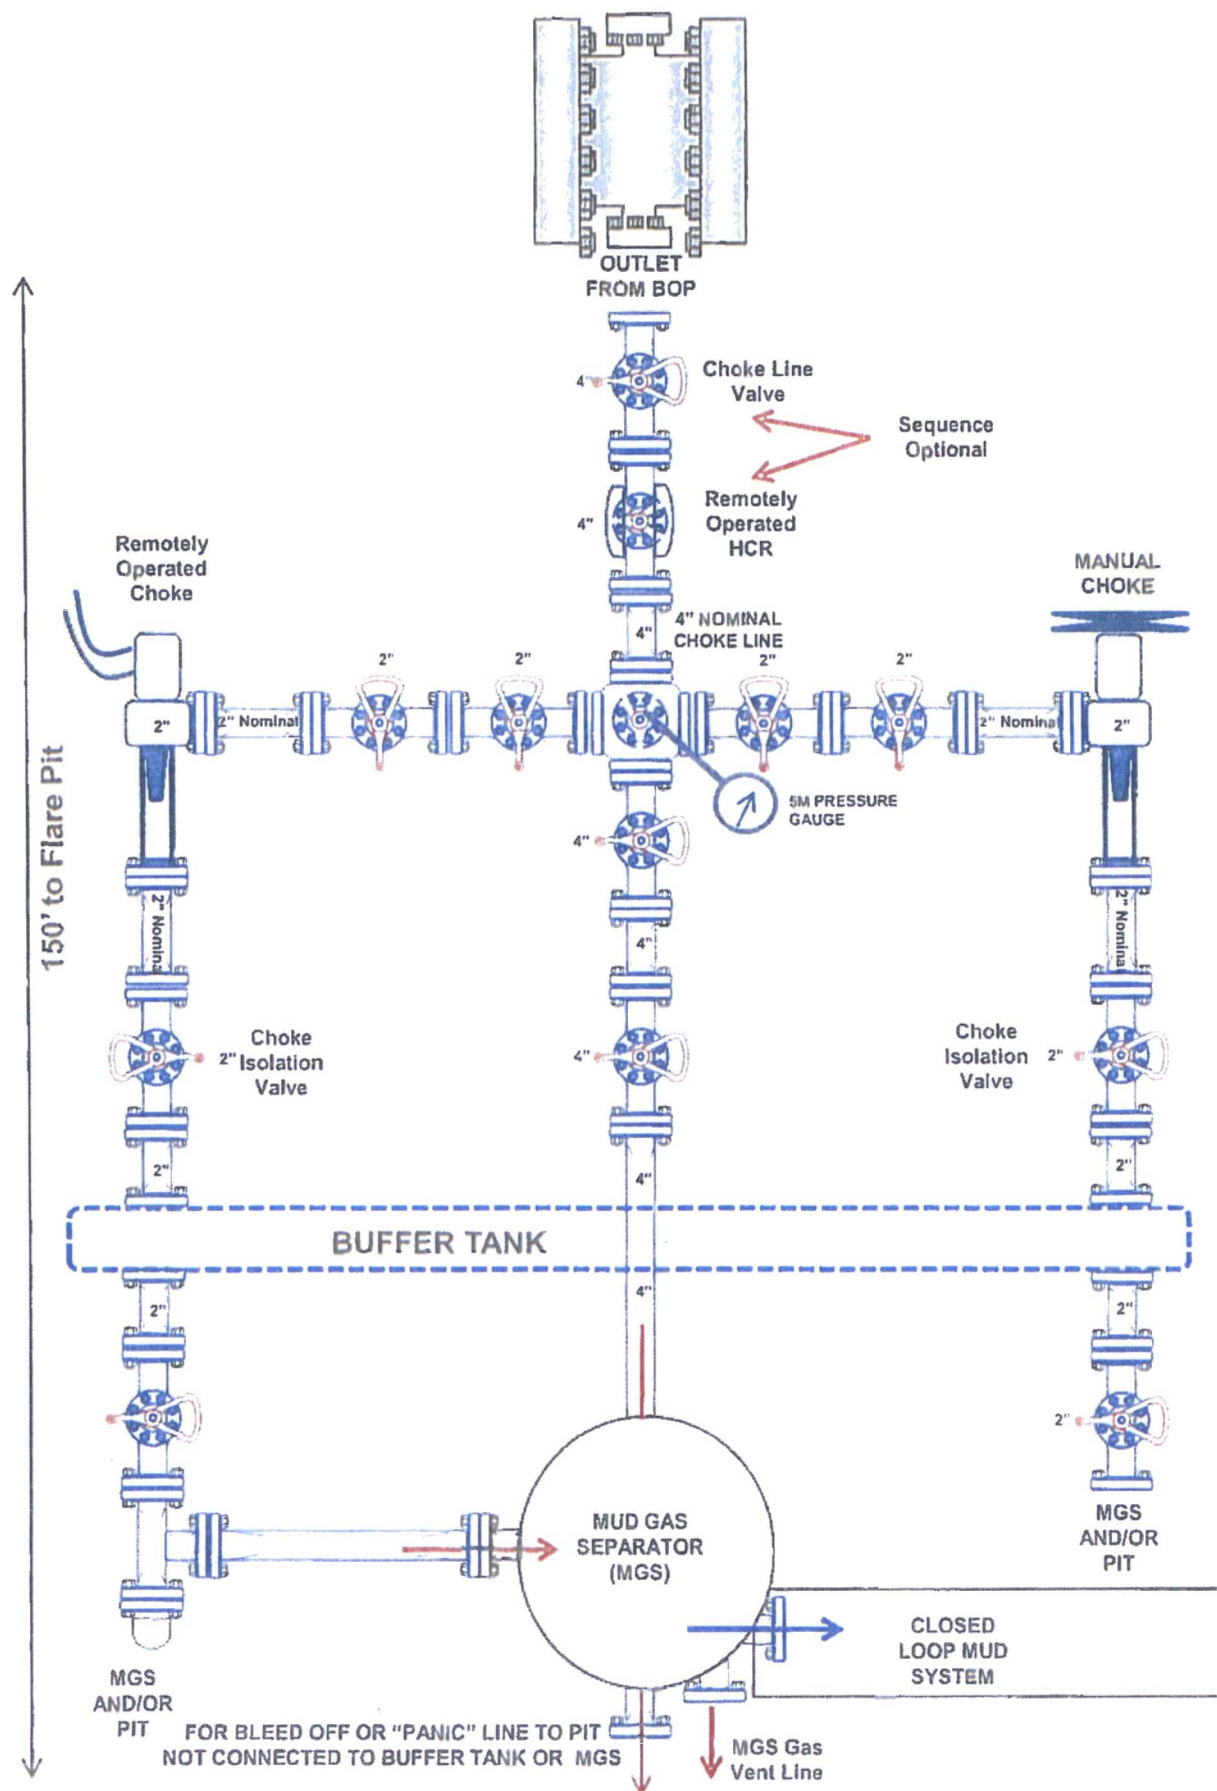 OUTLET
FROM BOP
4"
Choke Line
Valve
Sequence
Optional
4"
Remotely
Operated
HCR
Remotely
Operated
Choke
MANUAL
CHOKE
4"
4" NOMINAL
CHOKE LINE
2"
2"
2"
2"
2"
2" Nominal
2" Nominal
2"
5M PRESSURE
GAUGE
4"
150' to Flare Pit
2" Nominal
4"
2" Nominal
2"
Choke
Isolation
Valve
4"
Choke
Isolation
Valve
2"
2"
4"
2"
BUFFER TANK
2"
4"
2"
2"
MUD GAS
SEPARATOR
(MGS)
MGS
AND/OR
PIT
CLOSED
LOOP MUD
SYSTEM
MGS
AND/OR
PIT
FOR BLEED OFF OR "PANIC" LINE TO PIT
NOT CONNECTED TO BUFFER TANK OR MGS
MGS Gas
Vent Line